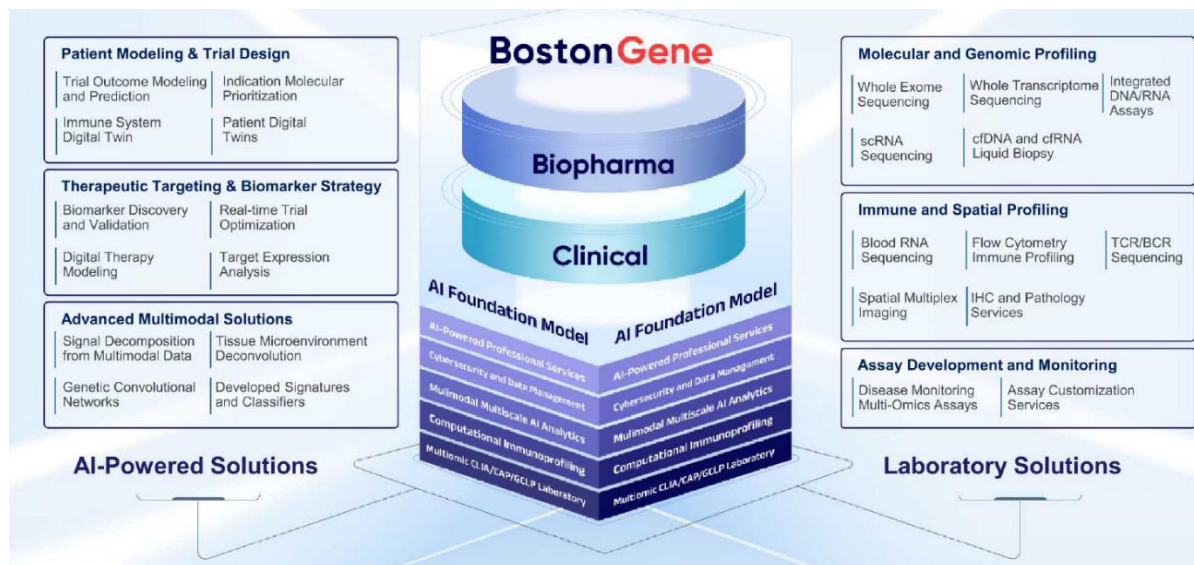 Patient Modeling & Trial Design
Trial Outcome Modeling
and Prediction
Indication Molecular
Prioritization
Immune System
Digital Twin
Patient Digital
Twins
Therapeutic Targeting & Biomarker Strategy
Biomarker Discovery
and Validation
Real-time Trial
Optimization
Digital Therapy
Modeling
Target Expression
Analysis
Advanced Multimodal Solutions
Signal Decomposition
from Multimodal Data
Tissue Microenvironment
Deconvolution
Genetic Convolutional
Networks
Developed Signatures
and Classifiers
AI-Powered Solutions
BostonGene
Biopharma
Clinical
AI Foundation Model
AI-Powered Professional Services
Cybersecurity and Data Management
Mulimodal Multiscale AI Analytics
Computational Immunoprofiling
Multiomic CLIA/CAP/GCLP Laboratory
AI Foundation Model
AI-Powered Professional Services
Cybersecurity and Data Management
Mulimodal Multiscale AI Analytics
Computational Immunoprofiling
Multiomic CLIA/CAP/GCLP Laboratory
Molecular and Genomic Profiling
Whole Exome
Sequencing
Whole Transcriptome
Sequencing
Integrated
DNA/RNA
Assays
scRNA
Sequencing
cfDNA and cfRNA
Liquid Biopsy
Immune and Spatial Profiling
Blood RNA
Sequencing
Flow Cytometry
Immune Profiling
TCR/BCR
Sequencing
Spatial Multiplex
Imaging
IHC and Pathology
Services
Assay Development and Monitoring
Disease Monitoring
Multi-Omics Assays
Assay Customization
Services
Laboratory Solutions